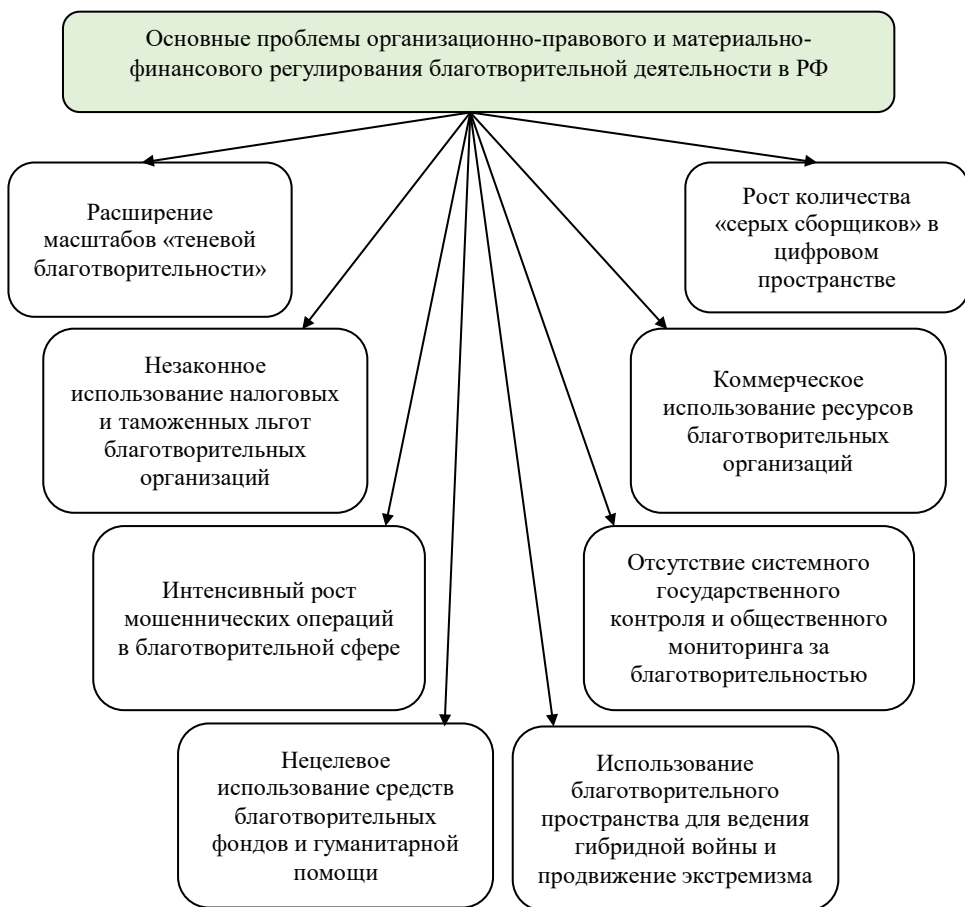 Основные проблемы организационно-правового и материально-
финансового регулирования благотворительной деятельности в РФ
Расширение
масштабов «теневой
благотворительности»
Рост количества
«серых сборщиков» в
цифровом
пространстве
Незаконное
использование налоговых
и таможенных льгот
благотворительных
организаций
Коммерческое
использование ресурсов
благотворительных
организаций
Интенсивный рост
мошеннических операций
в благотворительной сфере
Отсутствие системного
государственного
контроля и общественного
мониторинга за
благотворительностью
Нецелевое
использование средств
благотворительных
фондов и гуманитарной
помощи
Использование
благотворительного
пространства для ведения
гибридной войны и
продвижение экстремизма